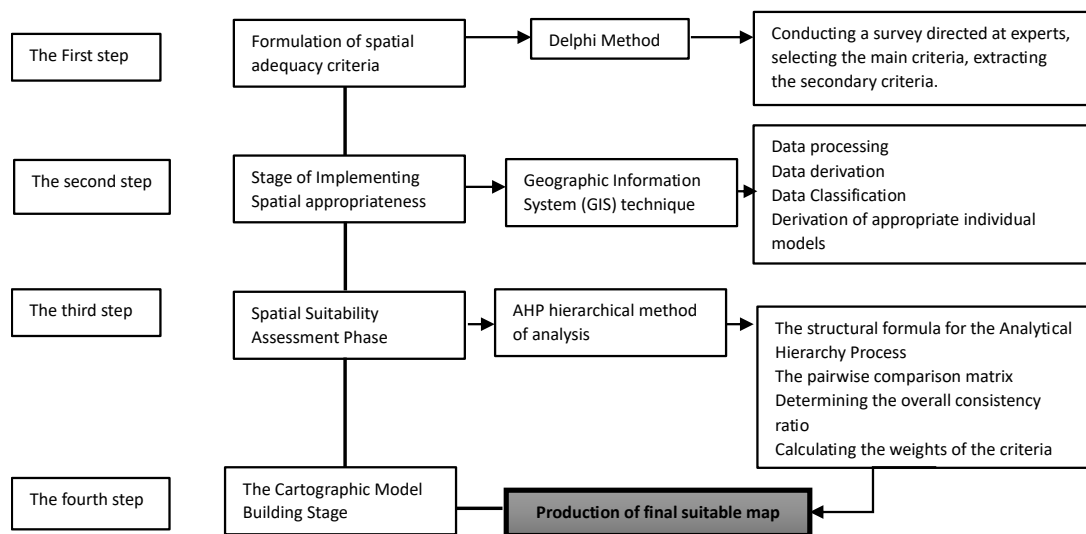 The First step
Formulation of spatial
adequacy criteria
Delphi Method
Conducting a survey directed at experts,
selecting the main criteria, extracting
the secondary criteria.
The second step
Stage of Implementing
Spatial appropriateness
Geographic Information
System (GIS) technique
Data processing
Data derivation
Data Classification
Derivation of appropriate individual
models
The third step
Spatial Suitability
Assessment Phase
AHP hierarchical method
of analysis
The structural formula for the Analytical
Hierarchy Process
The pairwise comparison matrix
Determining the overall consistency
ratio
Calculating the weights of the criteria
The fourth step
The Cartographic Model
Building Stage
Production of final suitable map